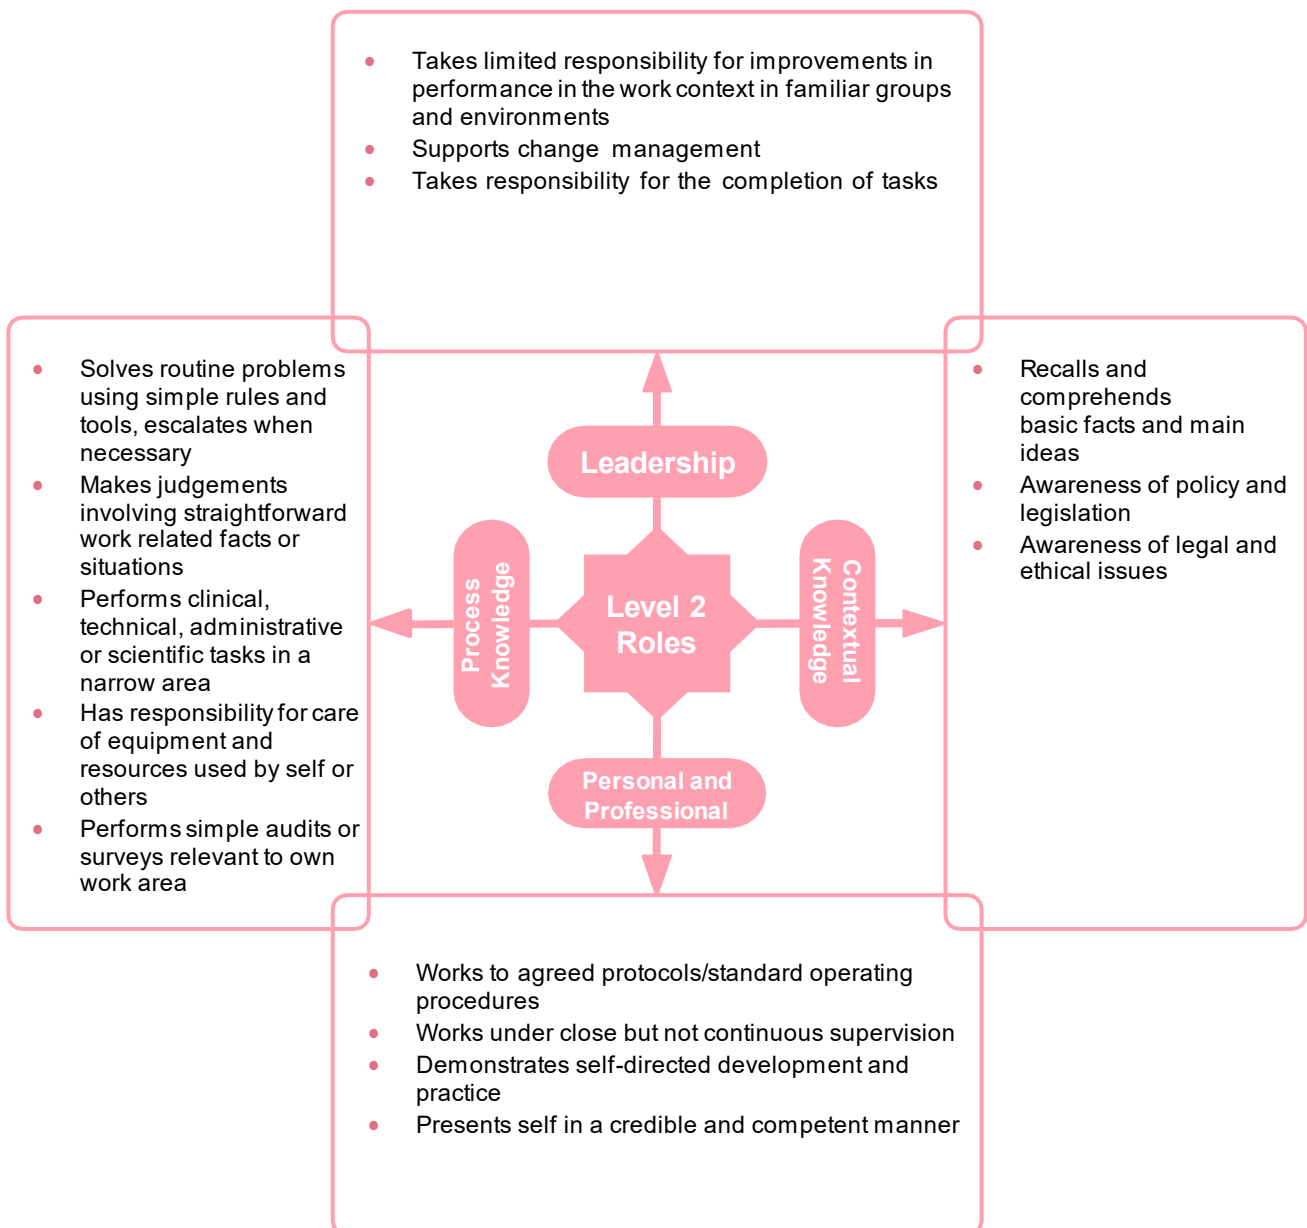 Takes limited responsibility for improvements in
performance in the work context in familiar groups
and environments
Supports change management
Takes responsibility for the completion of tasks
Solves routine problems
using simple rules and
tools, escalates when
necessary
Makes judgements
involving straightforward
work related facts or
situations
Performs clinical,
technical, administrative
or scientific tasks in a
narrow area
Has responsibility for care
of equipment and
resources used by self or
others
Performs simple audits or
surveys relevant to own
work area
Leadership
Process
Knowledge
Level 2
Roles
Contextual
Knowledge
Personal and
Professional
Recalls and
comprehends
basic facts and main
ideas
Awareness of policy and
legislation
Awareness of legal and
ethical issues
Works to agreed protocols/standard operating
procedures
Works under close but not continuous supervision
Demonstrates self-directed development and
practice
Presents self in a credible and competent manner